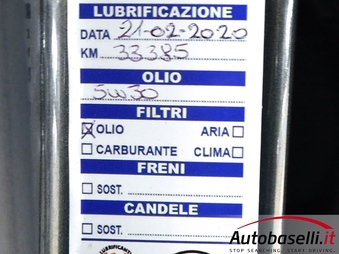 LUBRIFICAZIONE
DATA 21-02-2020
KM 33385
OLIO
5W30
FILTRI
OLIO ARIA
CARBURANTE CLIMA
FRENI
SOST.
CANDELE
SOST.
LUBRIFICANTI
Autobaselli.it
STOP SEARCHING. START DRIVING.